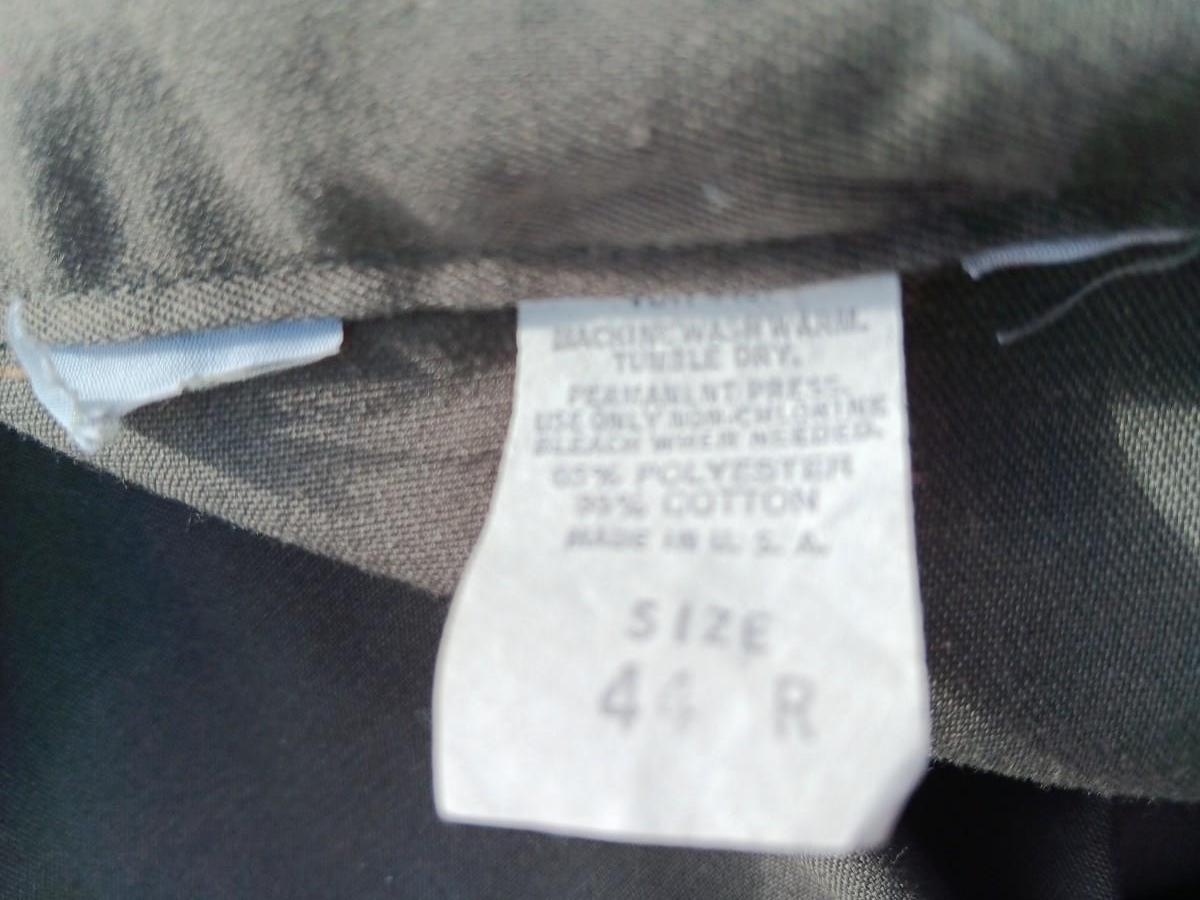 MACHINE WASH WARM.
TUMBLE DRY.
PERMANENT PRESS.
USE ONLY NON-CHLORINE
BLEACH WHEN NEEDED.
65% POLYESTER
35% COTTON
MADE IN U. S. A.
SIZE
44 R